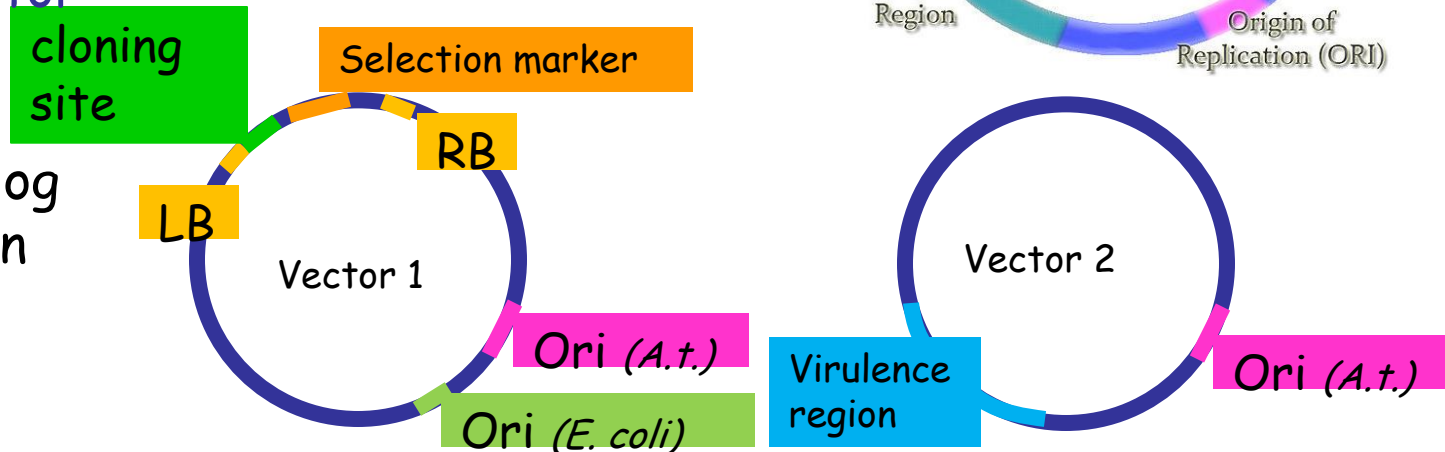 cloning
site
Selection marker
Region
Origin of
Replication (ORI)
RB
og
n
LB
Vector 1
Vector 2
Ori (A.t.)
Ori (E. coli)
Virulence
region
Ori (A.t.)